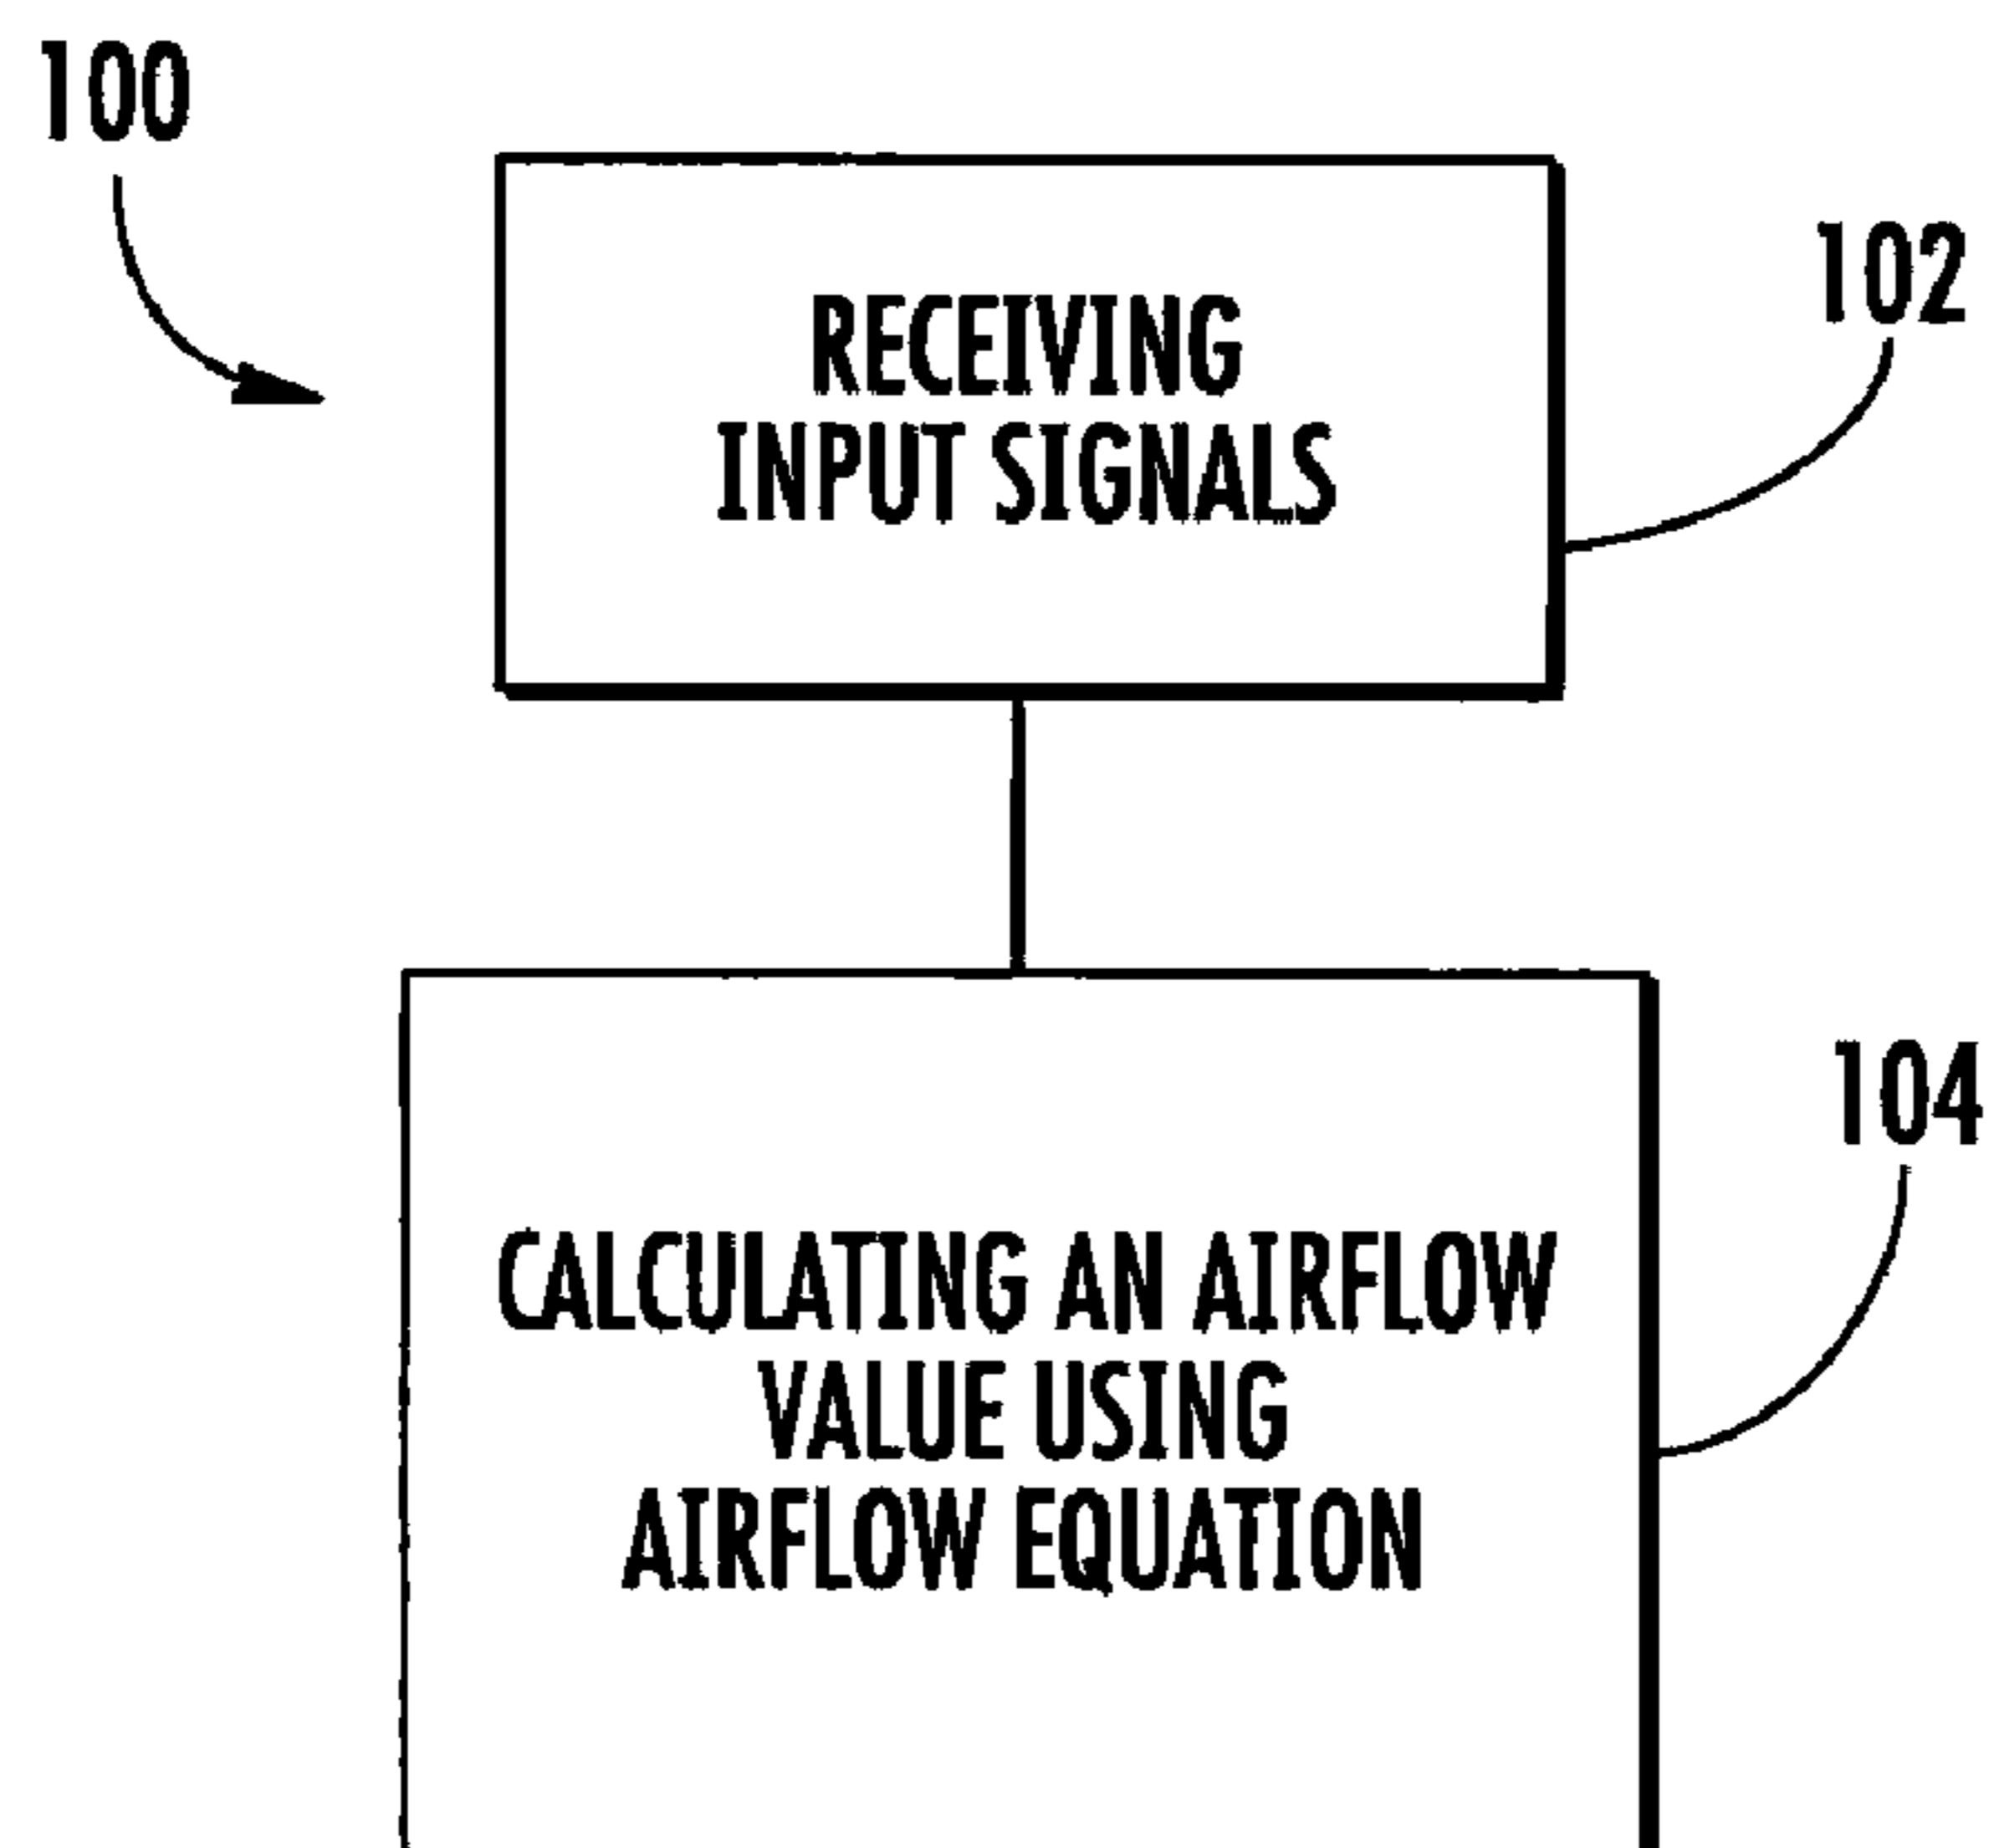 100
RECEIVING
INPUT SIGNALS
102
CALCULATING AN AIRFLOW
VALUE USING
AIRFLOW EQUATION
104